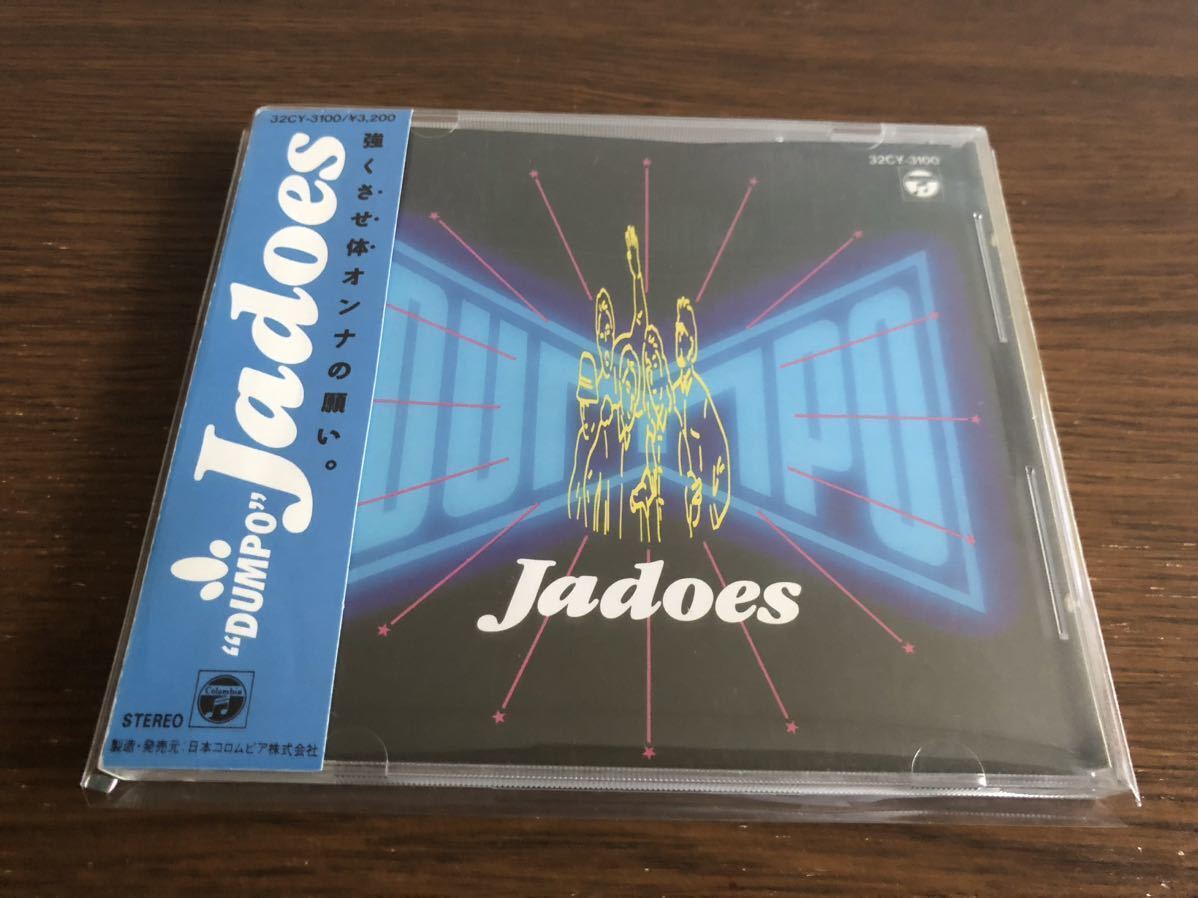 32CY-3100/¥3,200
強くさせ体オンナの願い。
Jadoes
"DUMPO"
Columbia
STEREO
製造・発売元:日本コロムビア株式会社
32CY-3100
DUMPO
Jadoes